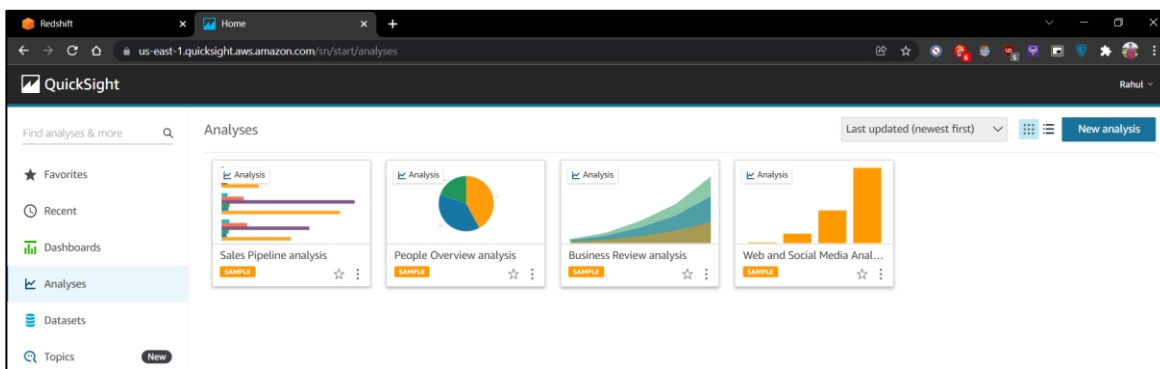 Redshift
Home
us-east-1.quicksight.aws.amazon.com/sn/start/analyses
6
5
QuickSight
Rahul
Find analyses & more
Analyses
Last updated (newest first)
New analysis
Favorites
Recent
Dashboards
Analyses
Datasets
Topics
New
Analysis
Sales Pipeline analysis
SAMPLE
Analysis
People Overview analysis
SAMPLE
Analysis
Business Review analysis
SAMPLE
Analysis
Web and Social Media Anal...
SAMPLE